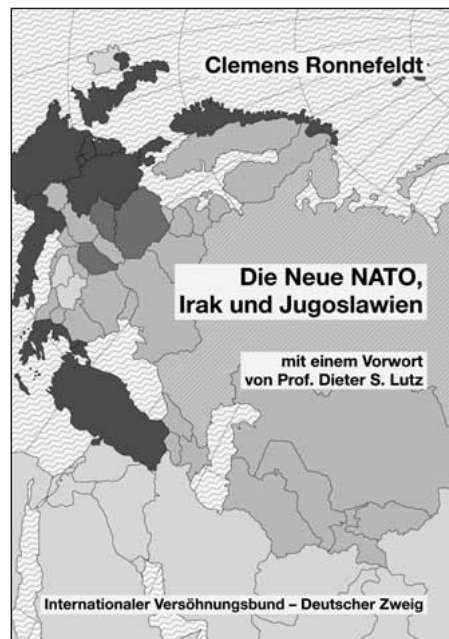 Clemens Ronnefeldt
Die Neue NATO,
Irak und Jugoslawien
mit einem Vorwort
von Prof. Dieter S. Lutz
Internationaler Versöhnungsbund – Deutscher Zweig